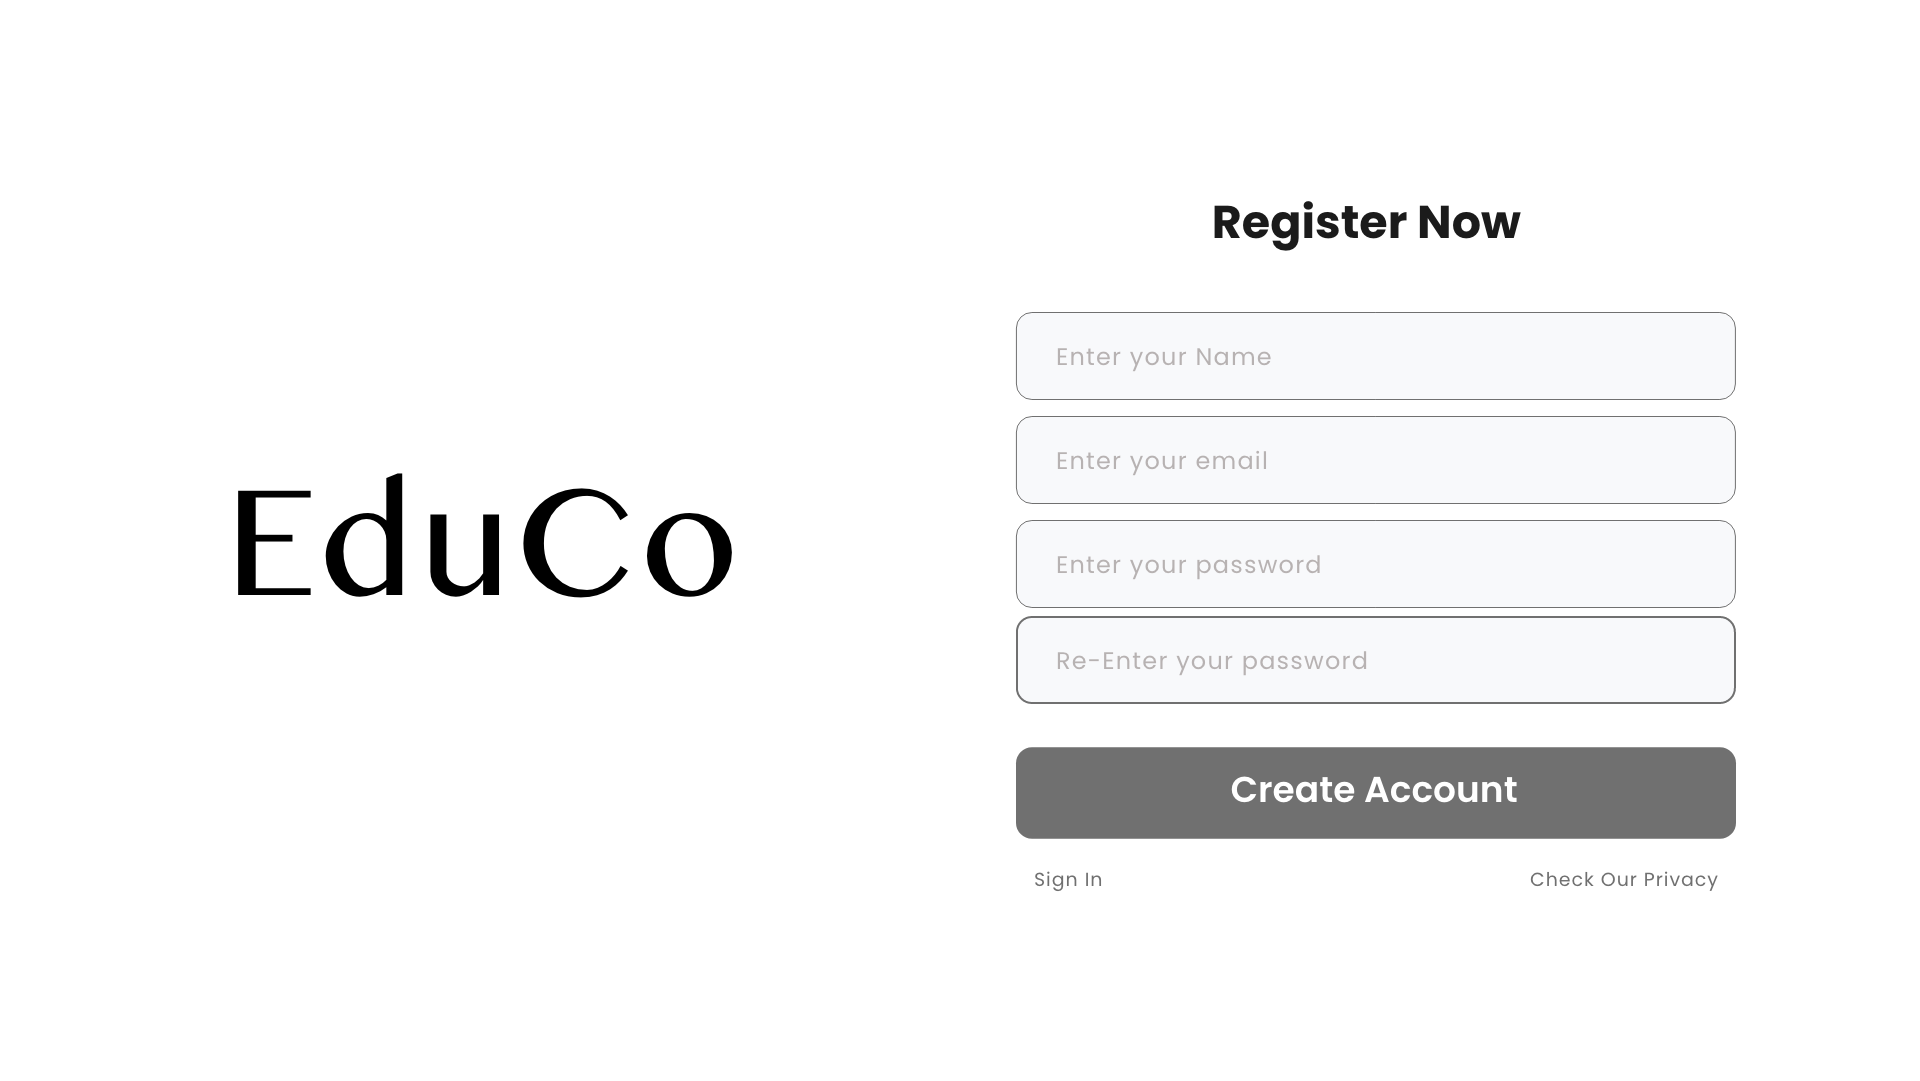 EduCo
Register Now
Enter your Name
Enter your email
Enter your password
Re-Enter your password
Create Account
Sign In
Check Our Privacy